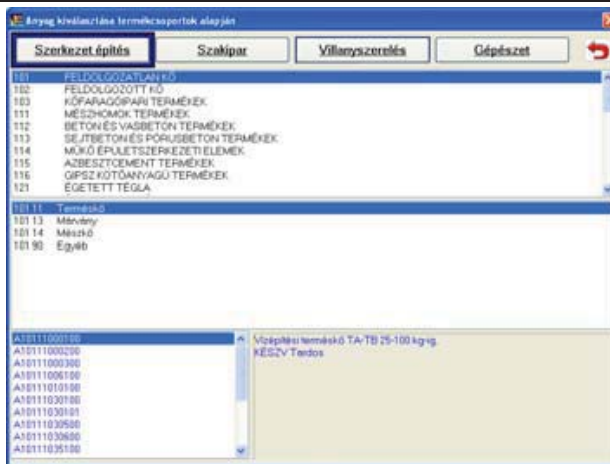 Anyag kiválasztása termékcsoportok alapján
Szerkezet építés Szakipar Villanyszerelés Gépészet
101 FELDOLGOZATLAN KŐ
102 FELDOLGOZOTT KŐ
103 KŐFARAGÓIPARI TERMÉKEK
111 MÉSZHOMOK TERMÉKEK
112 BETON ÉS VASBETON TERMÉKEK
113 SEJTBETON ÉS PÓRUSBETON TERMÉKEK
114 MŰKŐ ÉPÜLETSZERKEZETI ELEMEK
115 AZBESZTCEMENT TERMÉKEK
116 GIPSZ KÖTŐANYAGÚ TERMÉKEK
121 ÉGETETT TÉGLA
101 11 Terméskő
101 13 Márvány
101 14 Mészkő
101 90 Egyéb
A10111000100
A10111000200
A10111000300
A10111006100
A10111010100
A10111030100
A10111030101
A10111030500
A10111030600
A10111035100
Vízépítési terméskő TA-TB 25-100 kg-ig.
KÉSZV Tardos